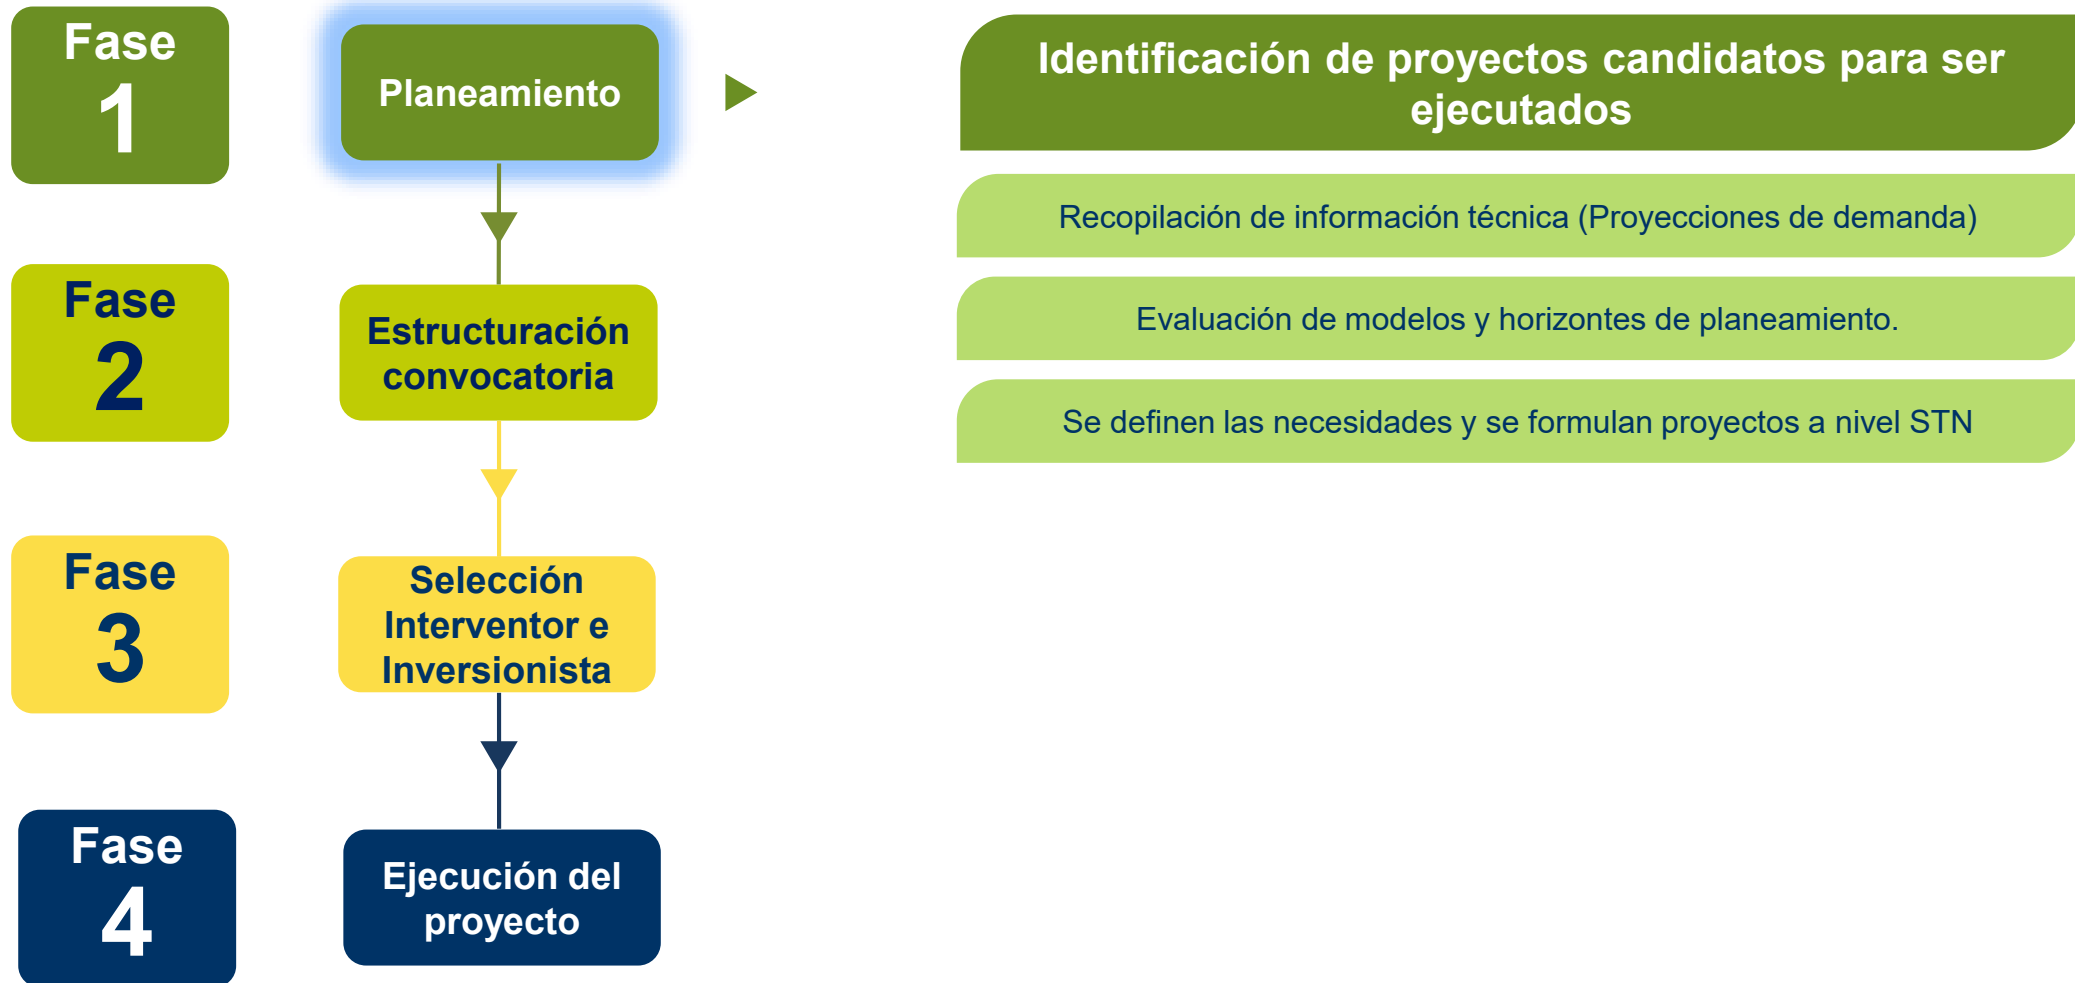 Fase
1
Planeamiento
Identificación de proyectos candidatos para ser
ejecutados
Recopilación de información técnica (Proyecciones de demanda)
Evaluación de modelos y horizontes de planeamiento.
Se definen las necesidades y se formulan proyectos a nivel STN
Fase
2
Estructuración
convocatoria
Fase
3
Selección
Interventor e
Inversionista
Fase
4
Ejecución del
proyecto